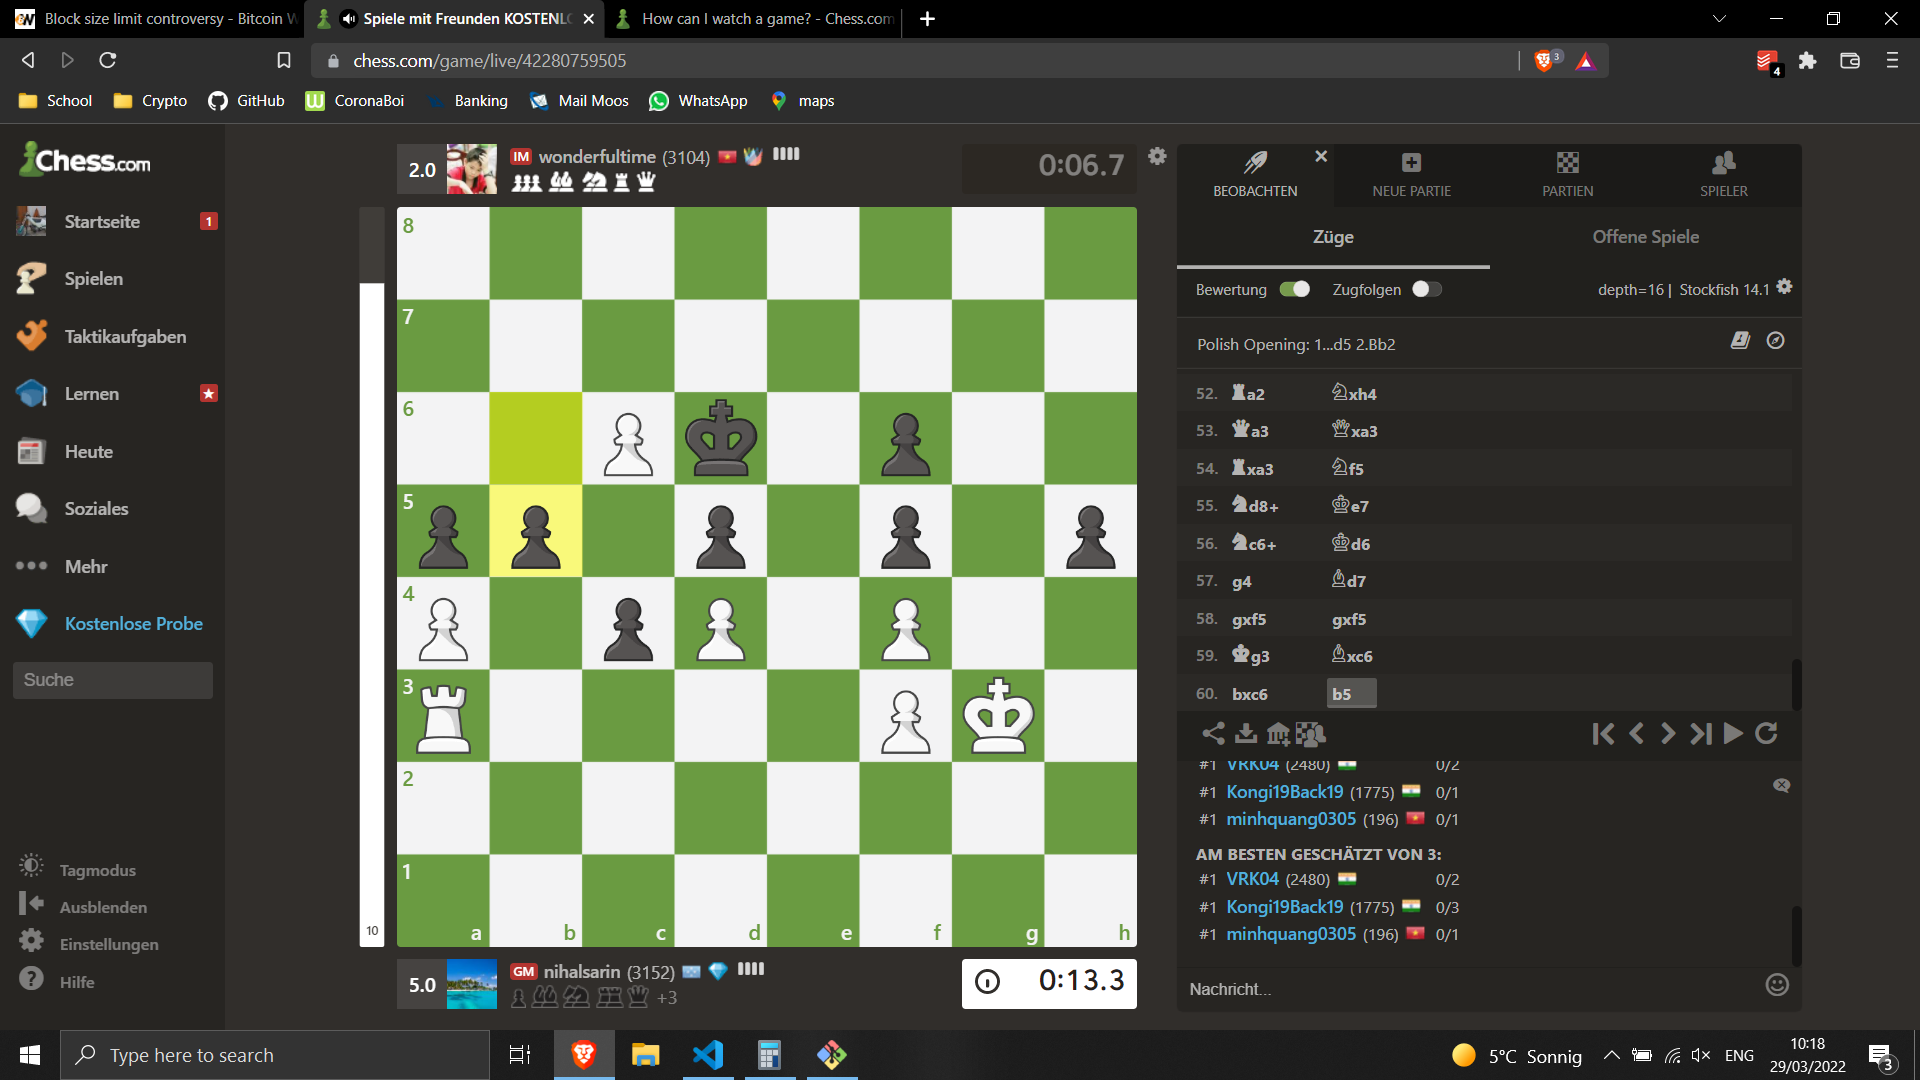 Block size limit controversy - Bitcoin W
Spiele mit Freunden KOSTENLO
How can I watch a game? - Chess.com
chess.com/game/live/42280759505
3
4
School
Crypto
GitHub
CoronaBoi
Banking
Mail Moos
WhatsApp
maps
Chess.com
Startseite
1
Spielen
Taktikaufgaben
Lernen
Heute
Soziales
Mehr
Kostenlose Probe
Suche
Tagmodus
Ausblenden
Einstellungen
Hilfe
2.0
IM wonderfultime (3104)
0:06.7
8
7
6
5
4
3
2
1
a b c d e f g h
10
5.0
GM nihalsarin (3152)
+3
0:13.3
BEOBACHTEN
NEUE PARTIE
PARTIEN
SPIELER
Züge
Offene Spiele
Bewertung
Zugfolgen
depth=16 | Stockfish 14.1
Polish Opening: 1...d5 2.Bb2
52. a2 xh4
53. a3 xa3
54. xa3 f5
55. d8+ e7
56. c6+ d6
57. g4 d7
58. gxf5 gxf5
59. g3 xc6
60. bxc6 b5
#1 VRK04 (2480) 0/2
#1 Kongi19Back19 (1775) 0/1
#1 minhquang0305 (196) 0/1
AM BESTEN GESCHÄTZT VON 3:
#1 VRK04 (2480) 0/2
#1 Kongi19Back19 (1775) 0/3
#1 minhquang0305 (196) 0/1
Nachricht...
Type here to search
5°C Sonnig
ENG
10:18
29/03/2022
3